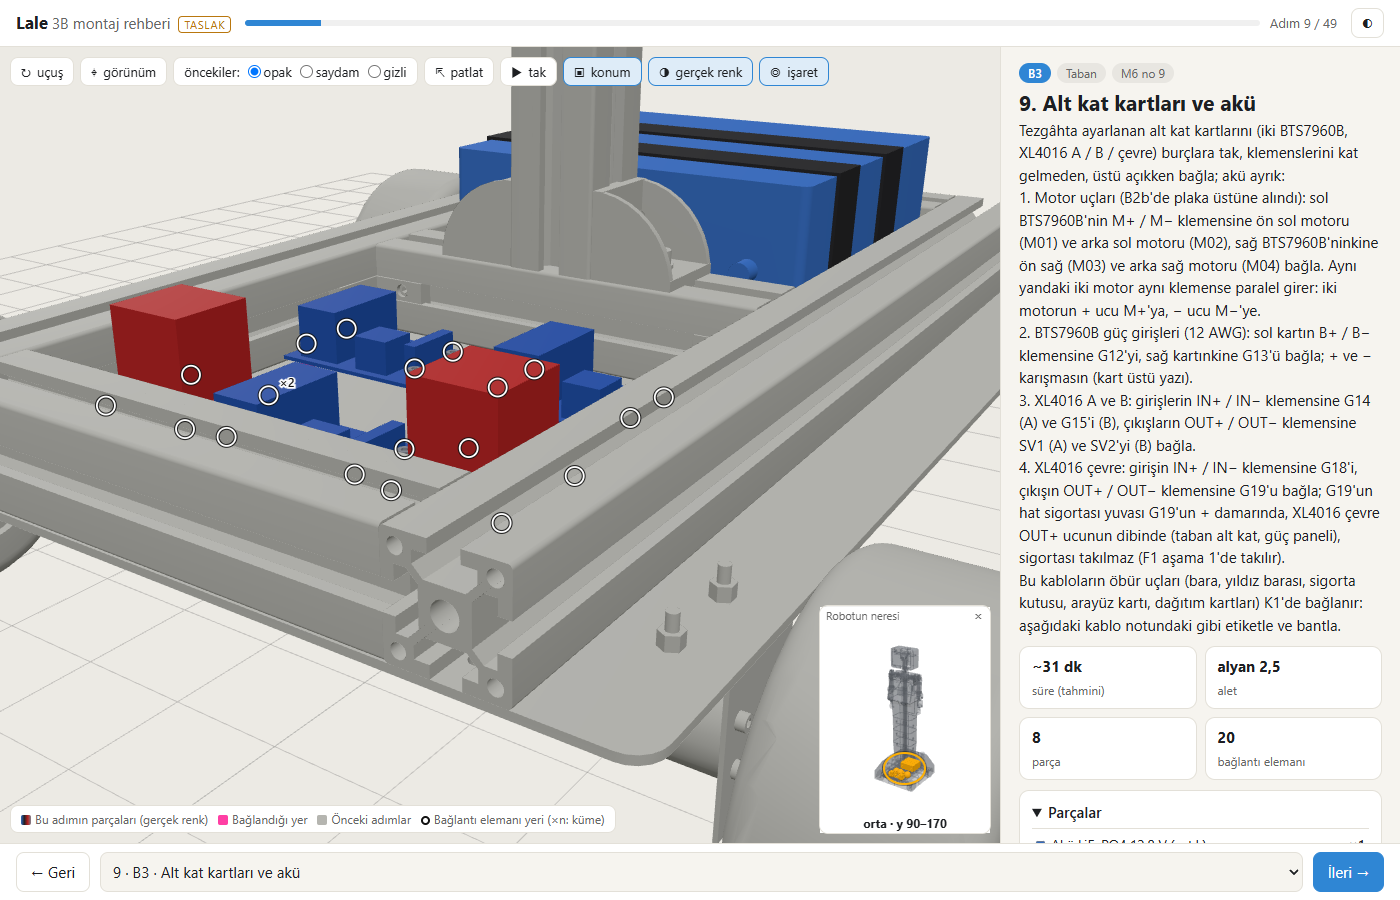 Lale 3B montaj rehberi TASLAK
Adım 9 / 49
uçuş
görünüm
öncekiler: opak saydam gizli
patlat
tak
konum
gerçek renk
işaret
×2
Robotun neresi ×
orta · y 90–170
Bu adımın parçaları (gerçek renk) Bağlandığı yer Önceki adımlar Bağlantı elemanı yeri (×n: küme)
B3 Taban M6 no 9
9. Alt kat kartları ve akü
Tezgâhta ayarlanan alt kat kartlarını (iki BTS7960B,
XL4016 A / B / çevre) burçlara tak, klemenslerini kat
gelmeden, üstü açıkken bağla; akü ayrık:
1. Motor uçları (B2b'de plaka üstüne alındı): sol
BTS7960B'nin M+ / M− klemensine ön sol motoru
(M01) ve arka sol motoru (M02), sağ BTS7960B'ninkine
ön sağ (M03) ve arka sağ motoru (M04) bağla. Aynı
yandaki iki motor aynı klemense paralel girer: iki
motorun + ucu M+'ya, − ucu M−'ye.
2. BTS7960B güç girişleri (12 AWG): sol kartın B+ / B−
klemensine G12'yi, sağ kartınkine G13'ü bağla; + ve −
karışmasın (kart üstü yazı).
3. XL4016 A ve B: girişlerin IN+ / IN− klemensine G14
(A) ve G15'i (B), çıkışların OUT+ / OUT− klemensine
SV1 (A) ve SV2'yi (B) bağla.
4. XL4016 çevre: girişin IN+ / IN− klemensine G18'i,
çıkışın OUT+ / OUT− klemensine G19'u bağla; G19'un
hat sigortası yuvası G19'un + damarında, XL4016 çevre
OUT+ ucunun dibinde (taban alt kat, güç paneli),
sigortası takılmaz (F1 aşama 1'de takılır).
Bu kabloların öbür uçları (bara, yıldız barası, sigorta
kutusu, arayüz kartı, dağıtım kartları) K1'de bağlanır:
aşağıdaki kablo notundaki gibi etiketle ve bantla.
~31 dk
süre (tahmini)
alyan 2,5
alet
8
parça
20
bağlantı elemanı
▼ Parçalar
← Geri
9 · B3 · Alt kat kartları ve akü
İleri →